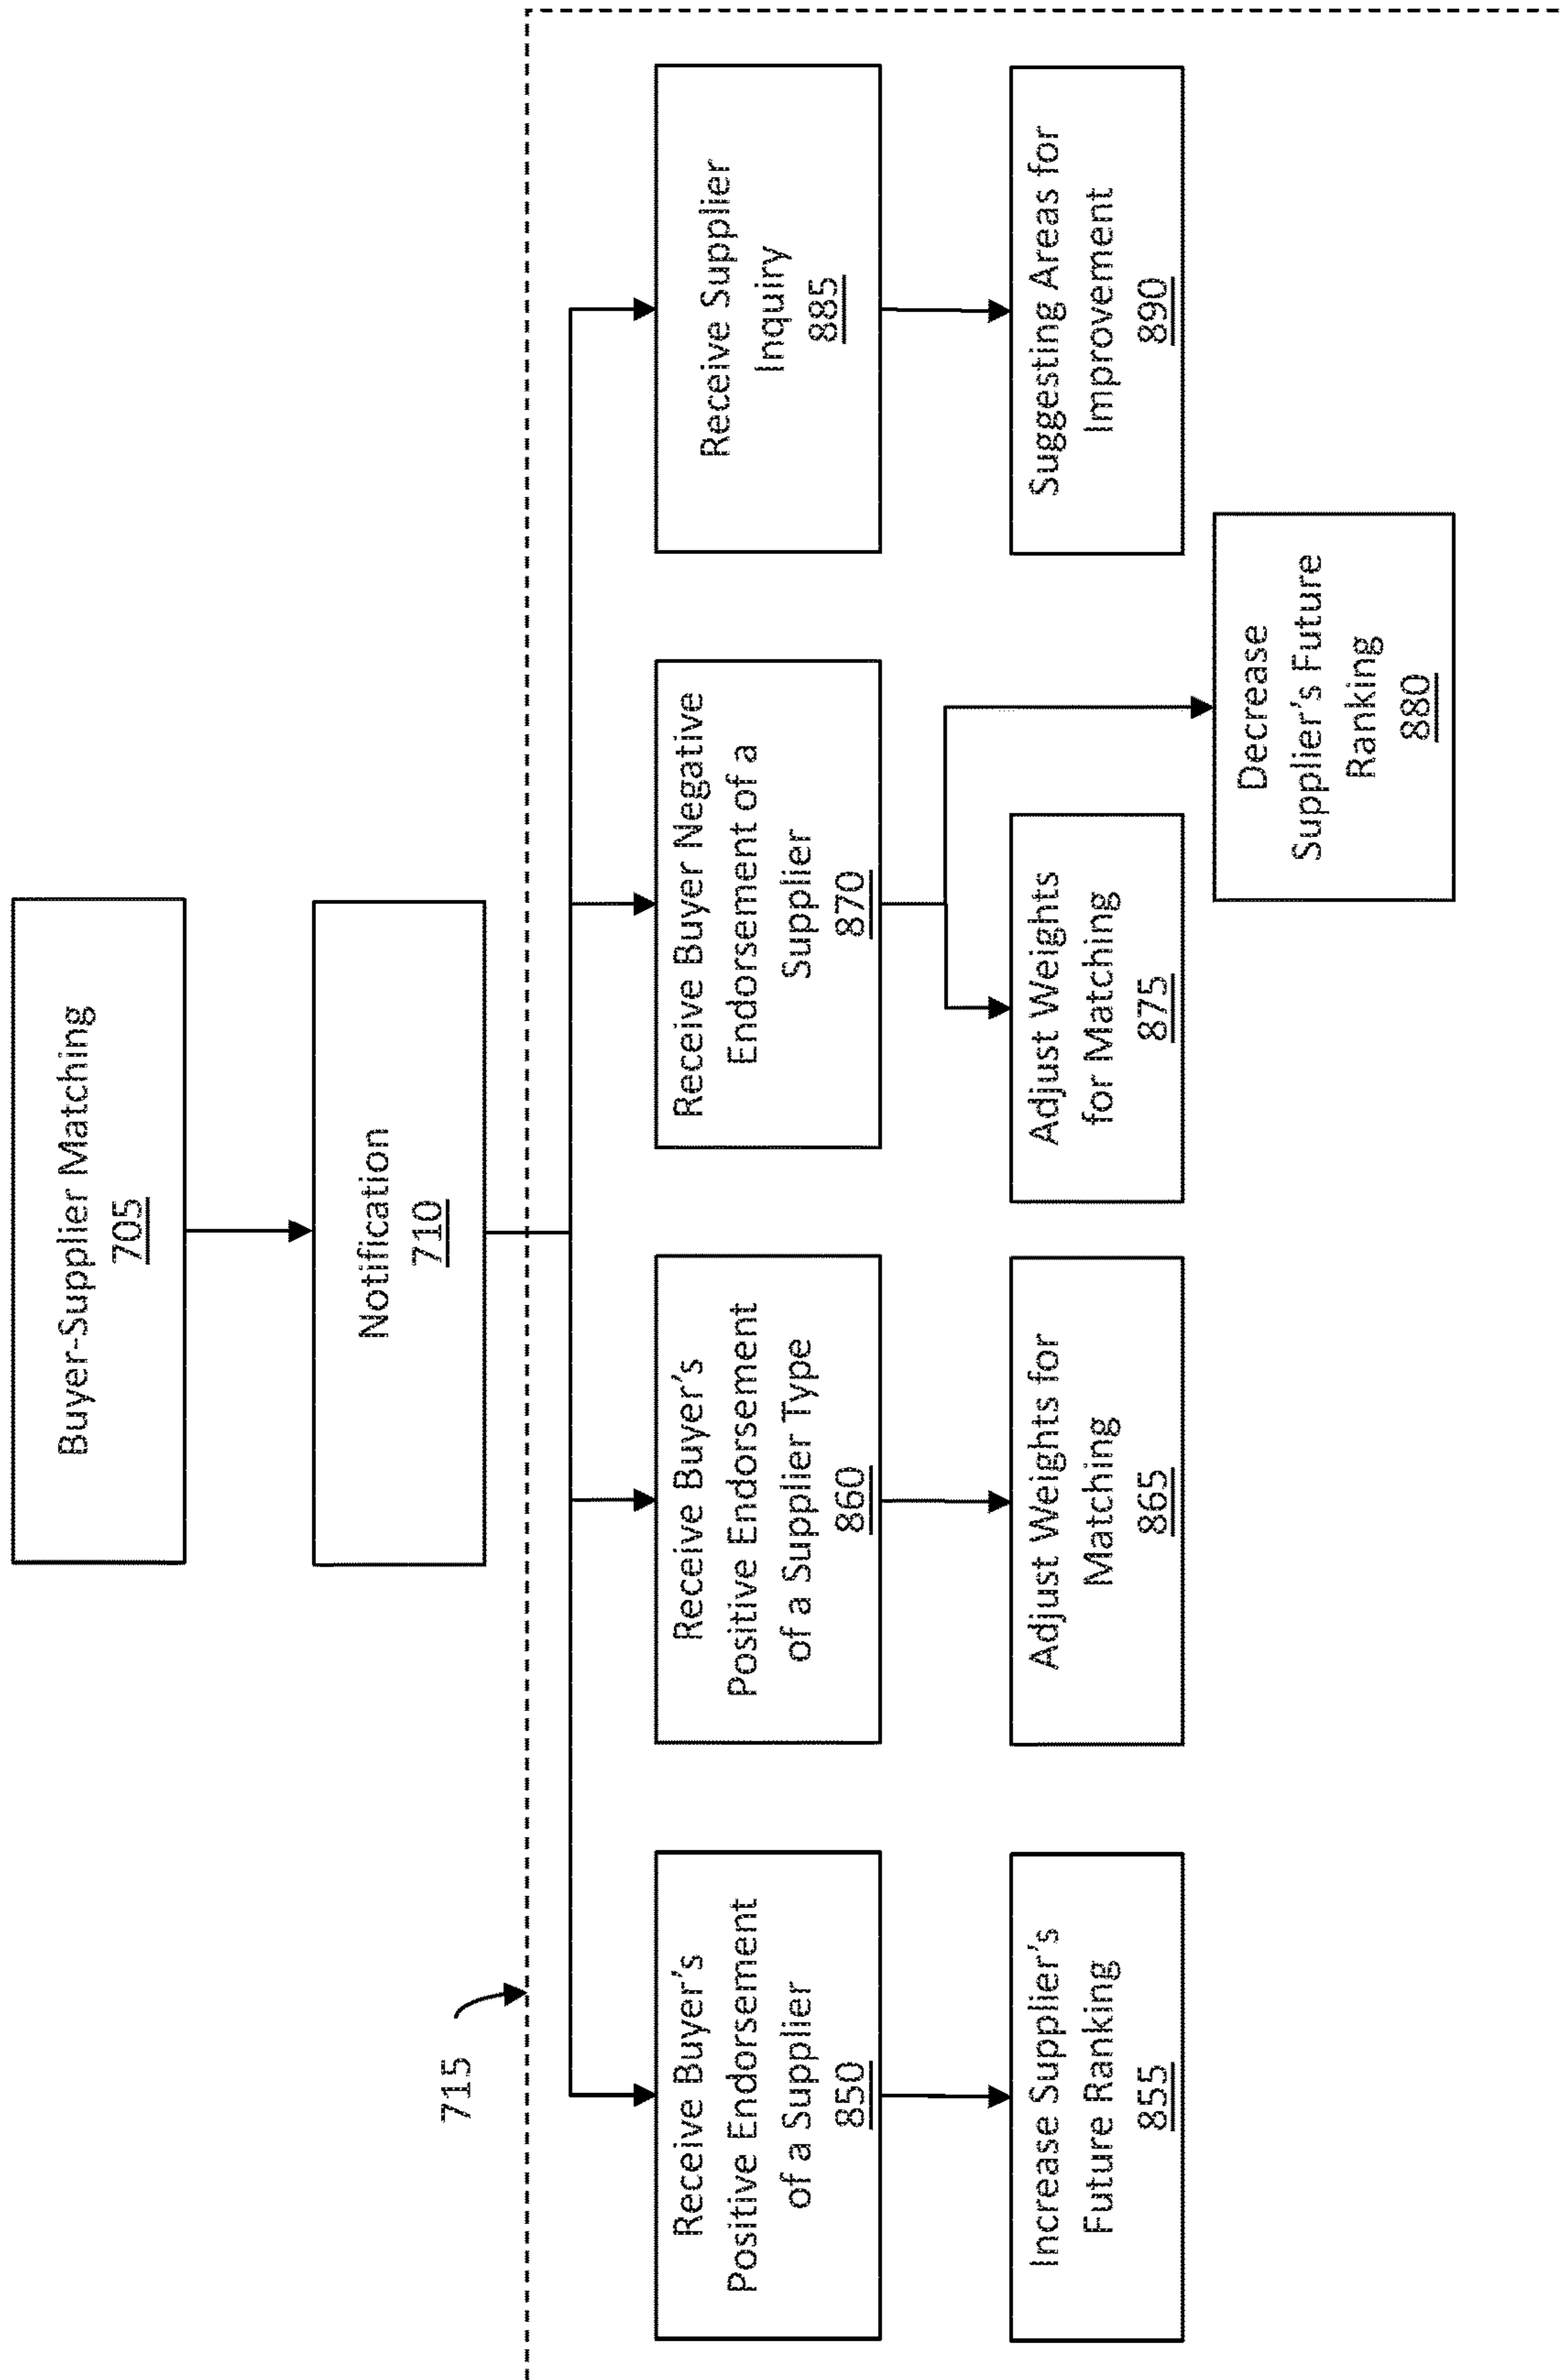 Buyer-Supplier Matching
705
Notification
710
715
Receive Buyer's
Positive Endorsement
of a Supplier
850
Increase Supplier's
Future Ranking
855
Receive Buyer's
Positive Endorsement
of a Supplier Type
860
Adjust Weights for
Matching
865
Receive Buyer Negative
Endorsement of a
Supplier
870
Adjust Weights
for Matching
875
Decrease
Supplier's Future
Ranking
880
Receive Supplier
Inquiry
885
Suggesting Areas for
Improvement
890